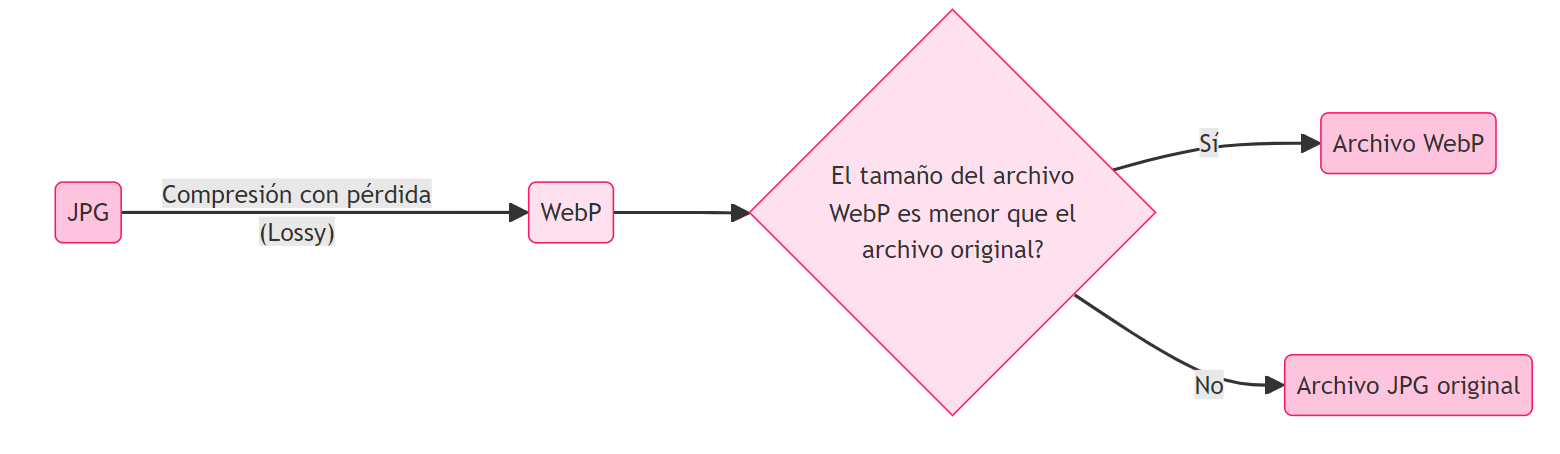 JPG
Compresión con pérdida
(Lossy)
WebP
El tamaño del archivo
WebP es menor que el
archivo original?
Sí
Archivo WebP
No
Archivo JPG original